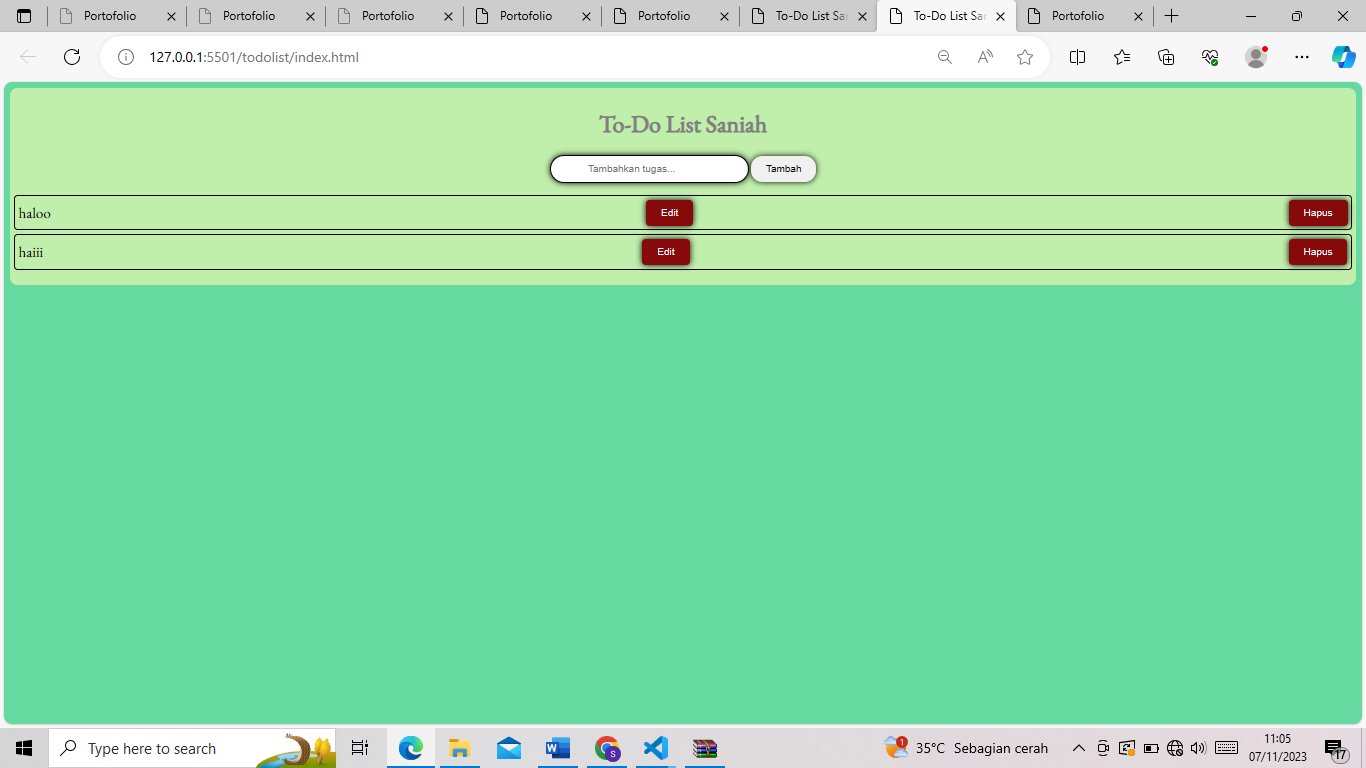 Portofolio Portofolio Portofolio Portofolio Portofolio To-Do List Sar To-Do List Sar Portofolio
127.0.0.1:5501/todolist/index.html
To-Do List Saniah
Tambahkan tugas... Tambah
haloo Edit Hapus
haiii Edit Hapus
Type here to search
S
1
35°C Sebagian cerah
11:05
07/11/2023
17